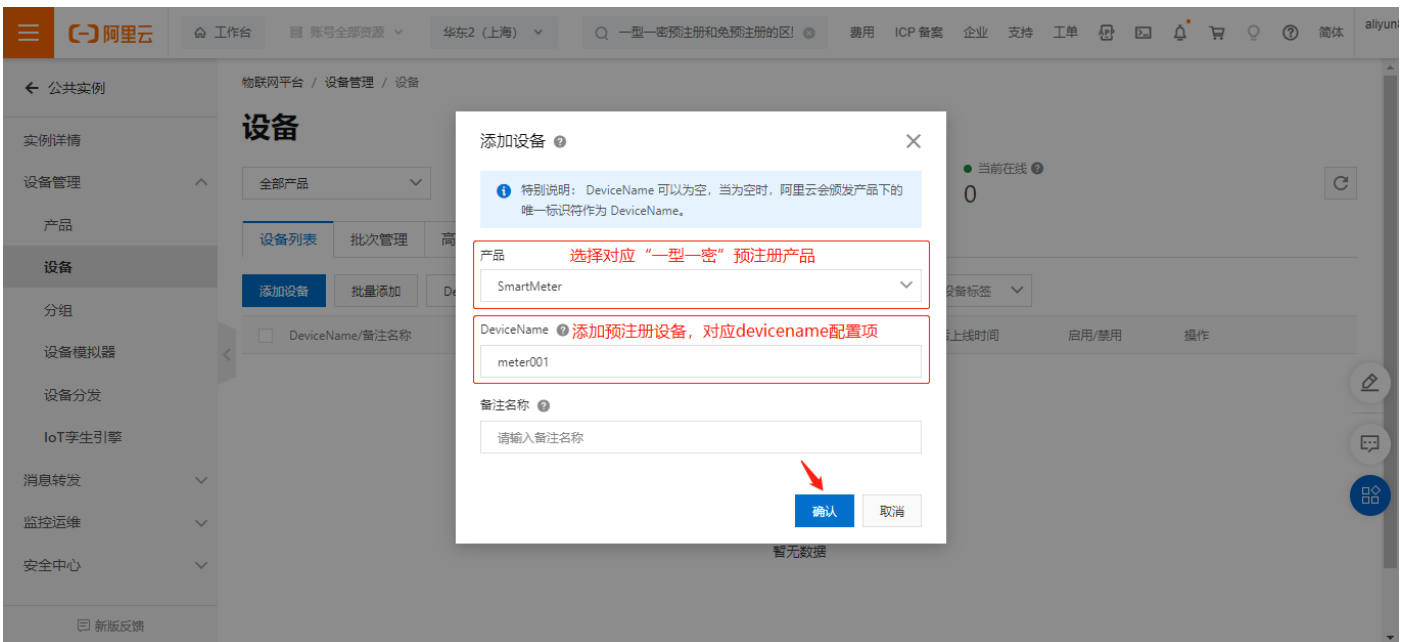 阿里云
工作台
账号全部资源
华东2（上海）
一型一密预注册和免预注册的区
费用
ICP 备案
企业
支持
工单
简体
aliyun
公共实例
物联网平台 / 设备管理 / 设备
设备
实例详情
设备管理
产品
设备
分组
设备模拟器
设备分发
IoT孪生引擎
消息转发
监控运维
安全中心
新版反馈
全部产品
当前在线
0
设备列表
批次管理
高
添加设备
批量添加
De
设备标签
DeviceName/备注名称
上线时间
启用/禁用
操作
暂无数据
添加设备
特别说明： DeviceName 可以为空，当为空时，阿里云会颁发产品下的
唯一标识符作为 DeviceName。
产品
选择对应“一型一密”预注册产品
SmartMeter
DeviceName
添加预注册设备，对应devicename配置项
meter001
备注名称
请输入备注名称
确认
取消